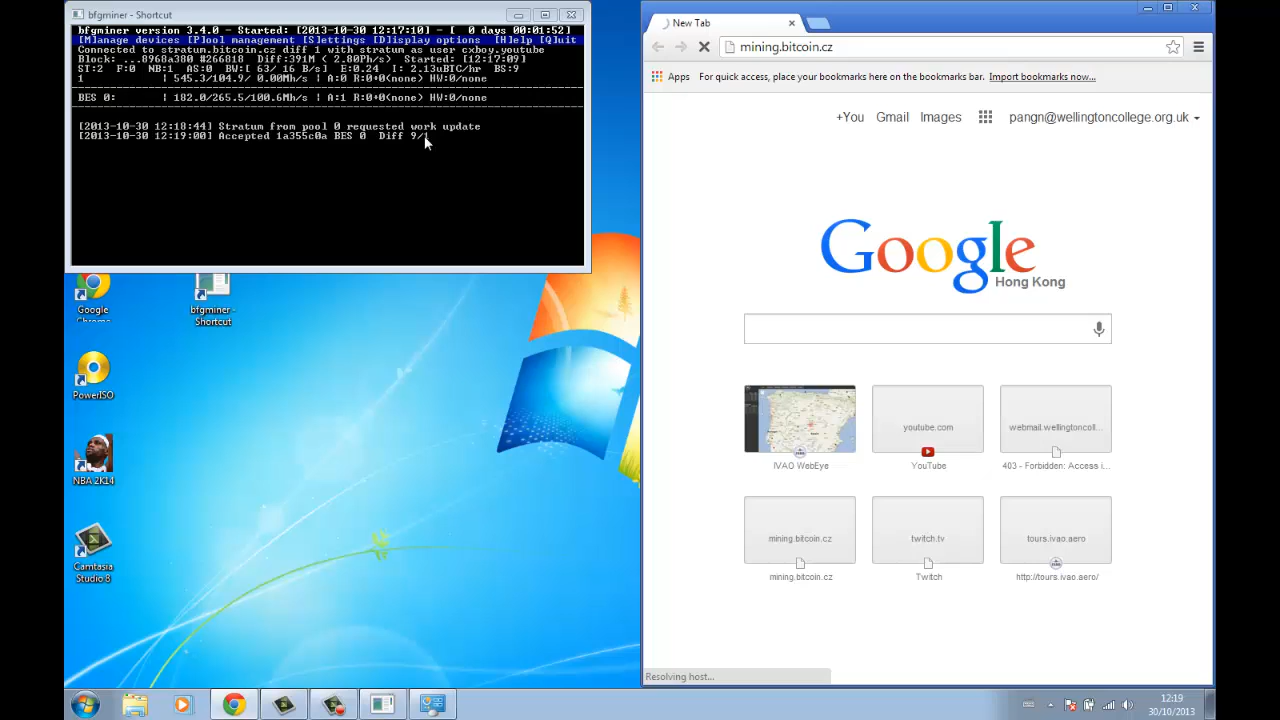 bfgminer - Shortcut
bfgminer version 3.4.0 - Started: [2013-10-30 12:17:10] - [ 0 days 00:01:52]
[M]anage devices [P]ool management [S]ettings [D]isplay options [H]elp [Q]uit
Connected to stratum.bitcoin.cz diff 1 with stratum as user cxboy.youtube
Block: ...8968a380 #266818 Diff:391M ( 2.80Ph/s) Started: [12:17:09]
ST:2 F:0 NB:1 AS:0 BW:[ 63/ 16 B/s] E:0.24 I: 2.13uBTC/hr BS:9
1 | 545.3/104.9/ 0.00Mh/s | A:0 R:0+0(none) HW:0/none
BES 0: | 182.0/265.5/100.6Mh/s | A:1 R:0+0(none) HW:0/none
[2013-10-30 12:18:44] Stratum from pool 0 requested work update
[2013-10-30 12:19:00] Accepted 1a355c0a BES 0 Diff 9/1
Google Chrome
bfgminer - Shortcut
PowerISO
NBA 2K14
Camtasia Studio 8
New Tab
mining.bitcoin.cz
Apps For quick access, place your bookmarks here on the bookmarks bar. Import bookmarks now...
+You Gmail Images pangn@wellingtoncollege.org.uk
Google
Hong Kong
youtube.com
webmail.wellingtoncoll...
IVAO WebEye
YouTube
403 - Forbidden: Access i...
mining.bitcoin.cz
twitch.tv
tours.ivao.aero
mining.bitcoin.cz
Twitch
http://tours.ivao.aero/
Resolving host...
12:19
30/10/2013